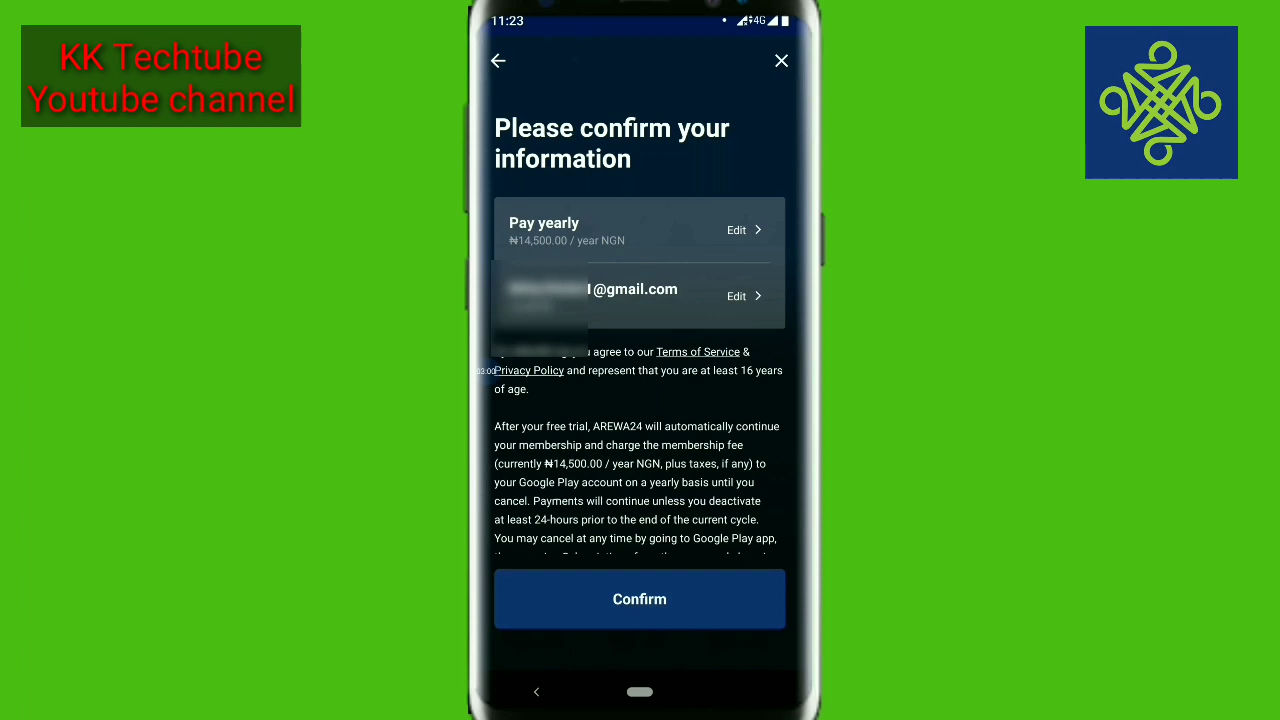 KK Techtube
Youtube channel
11:23
4G
Please confirm your
information
Pay yearly
₦14,500.00 / year NGN
Edit
1@gmail.com
Edit
agree to our Terms of Service &
03:00
Privacy Policy and represent that you are at least 16 years
of age.
After your free trial, AREWA24 will automatically continue
your membership and charge the membership fee
(currently ₦14,500.00 / year NGN, plus taxes, if any) to
your Google Play account on a yearly basis until you
cancel. Payments will continue unless you deactivate
at least 24-hours prior to the end of the current cycle.
You may cancel at any time by going to Google Play app,
Confirm